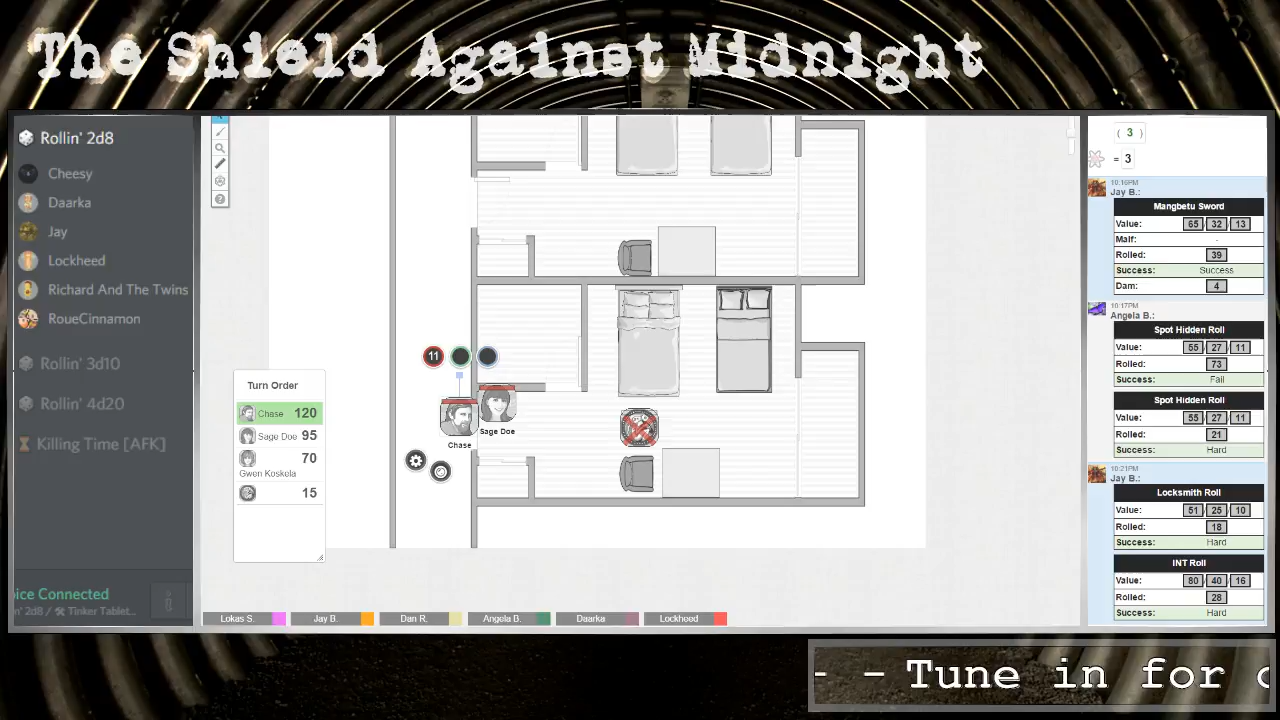 The Shield Against Midnight
Rollin' 2d8
Cheesy
Daarka
Jay
Lockheed
Richard And The Twins
RoueCinnamon
Rollin' 3d10
Rollin' 4d20
Killing Time [AFK]
ice Connected
n' 2d8 / Tinker Tablet...
Turn Order
Chase 120
Sage Doe 95
70
Gwen Koskela
15
11
Chase
Sage Doe
Lokas S.
Jay B.
Dan R.
Angela B.
Daarka
Lockheed
( 3 )
= 3
10:16PM
Jay B.:
Mangbetu Sword
Value: 65 32 13
Malf: -
Rolled: 39
Success: Success
Dam: 4
10:17PM
Angela B.:
Spot Hidden Roll
Value: 55 27 11
Rolled: 73
Success: Fail
Spot Hidden Roll
Value: 55 27 11
Rolled: 21
Success: Hard
10:21PM
Jay B.:
Locksmith Roll
Value: 51 25 10
Rolled: 18
Success: Hard
INT Roll
Value: 80 40 16
Rolled: 28
Success: Hard
- - Tune in for